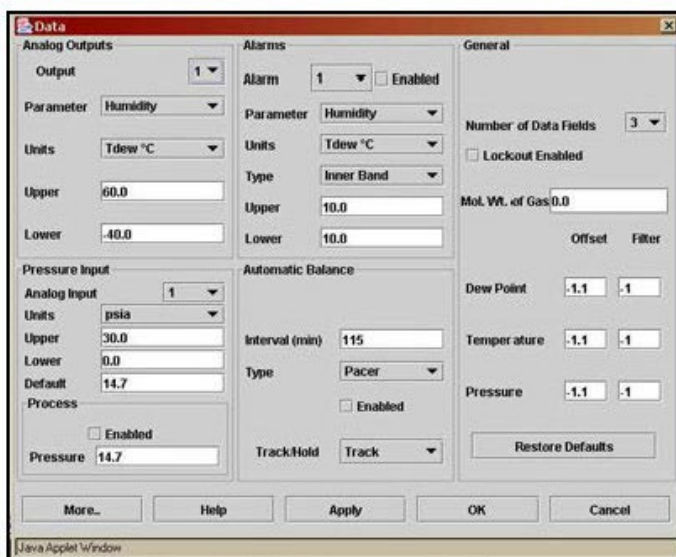 Data
Analog Outputs
Output 1
Parameter Humidity
Units Tdew °C
Upper 60.0
Lower -40.0
Pressure Input
Analog Input 1
Units psia
Upper 30.0
Lower 0.0
Default 14.7
Process
Enabled
Pressure 14.7
Alarms
Alarm 1 Enabled
Parameter Humidity
Units Tdew °C
Type Inner Band
Upper 10.0
Lower 10.0
Automatic Balance
Interval (min) 115
Type Pacer
Enabled
Track/Hold Track
General
Number of Data Fields 3
Lockout Enabled
Mol. Wt. of Gas 0.0
Offset Filter
Dew Point -1.1 -1
Temperature -1.1 -1
Pressure -1.1 -1
Restore Defaults
More.. Help Apply OK Cancel
Java Applet Window